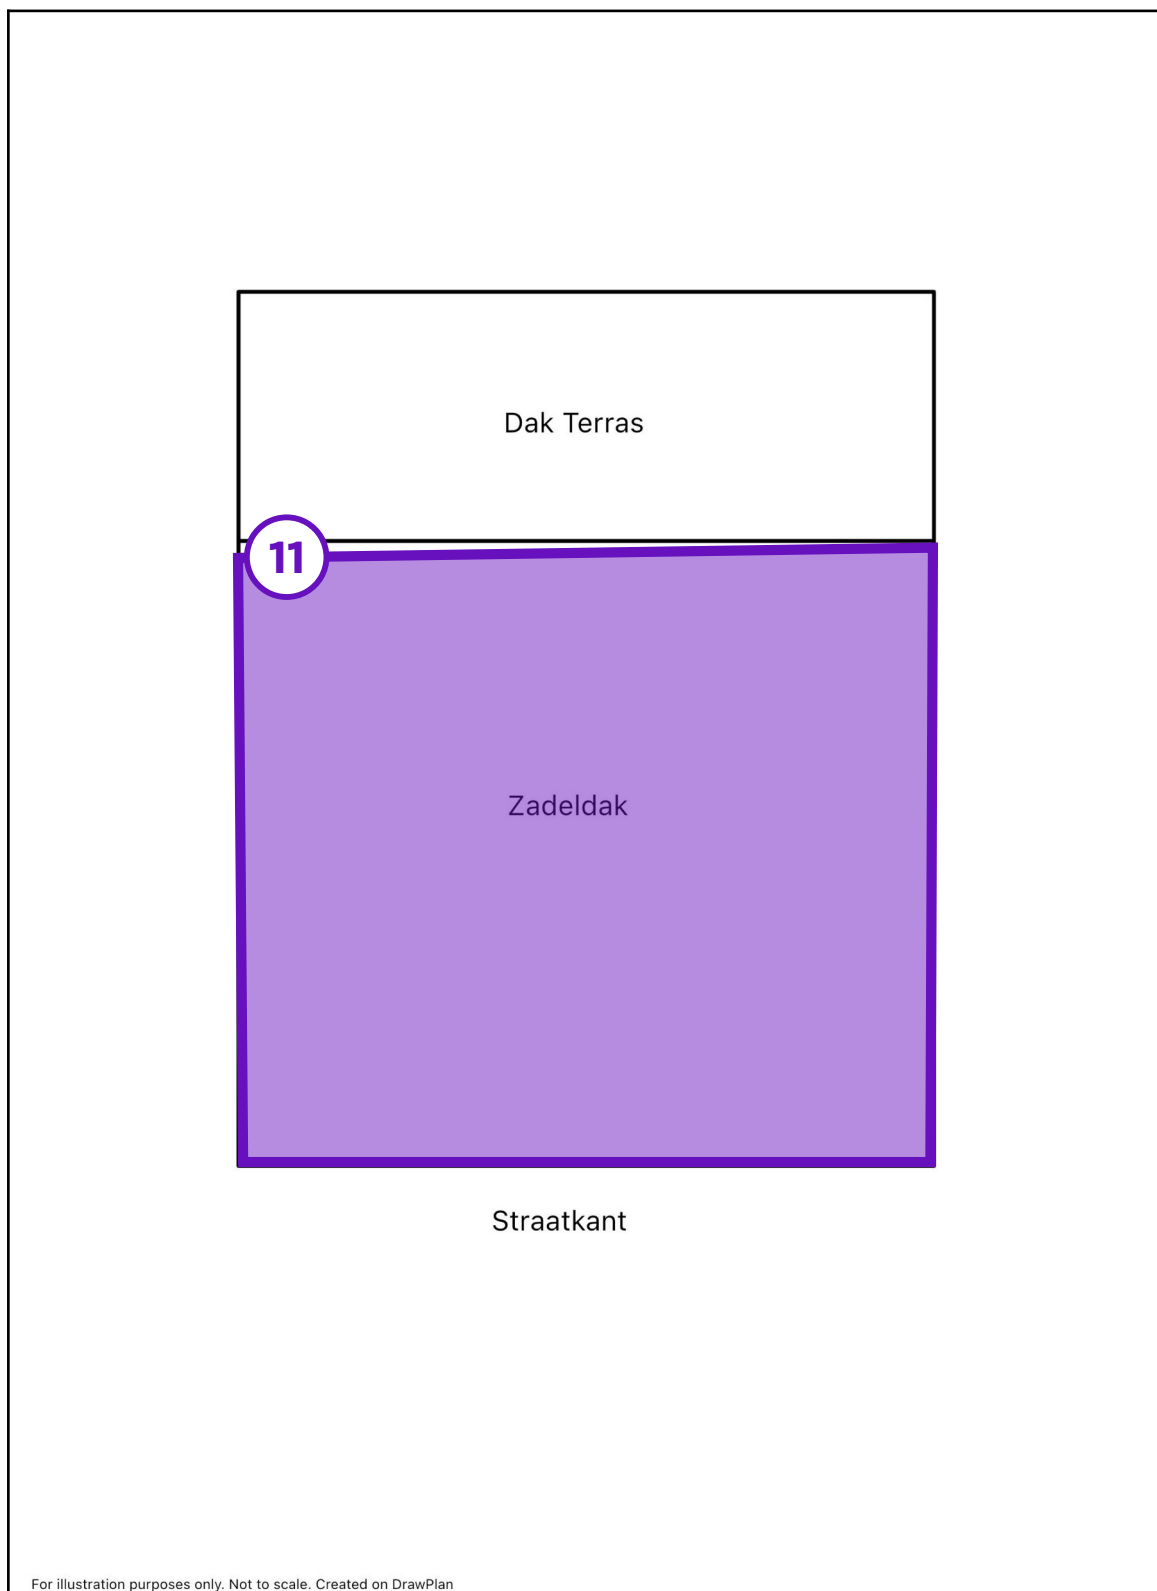 Dak Terras
11
Zadeldak
Straatkant
For illustration purposes only. Not to scale. Created on DrawPlan